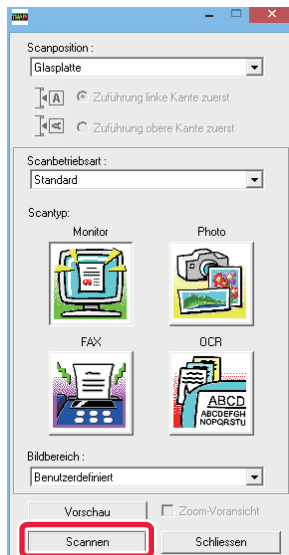 Scanposition :
Glasplatte
A Zuführung linke Kante zuerst
A Zuführung obere Kante zuerst
Scanbetriebsart :
Standard
Scantyp:
Monitor Photo
FAX OCR
ABCD
ABCDEFGH
NOPQRSTU
Bildbereich :
Benutzerdefiniert
Vorschau Zoom-Voransicht
Scannen Schliessen